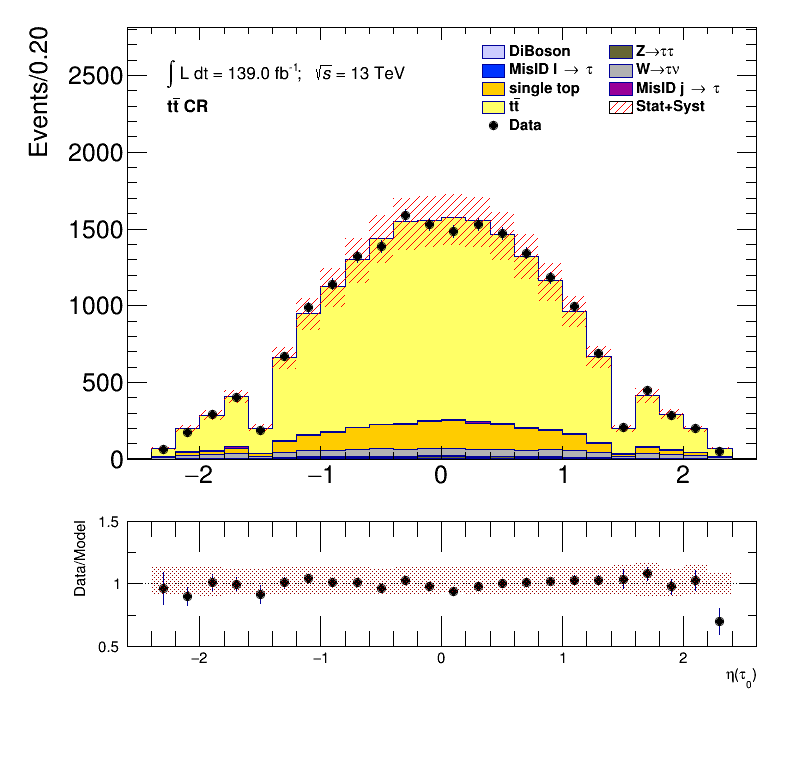 Events/0.20
2500
2000
1500
1000
500
0
∫ L dt = 139.0 fb⁻¹; √s = 13 TeV
tt̄ CR
DiBoson
MisID l → τ
single top
tt̄
Data
Z→ττ
W→τν
MisID j → τ
Stat+Syst
−2 −1 0 1 2
Data/Model
1.5
1
0.5
−2 −1 0 1 2
η(τ₀)